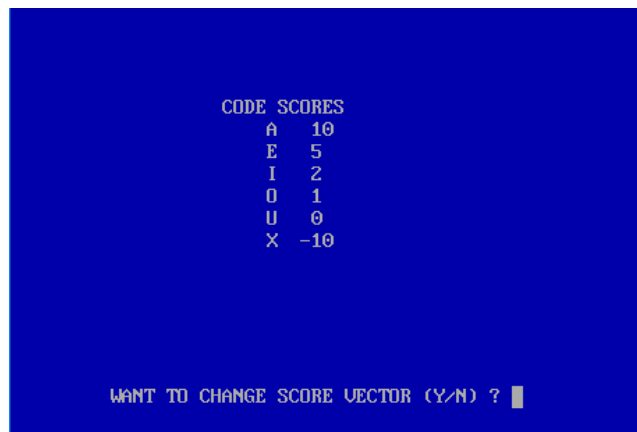 CODE SCORES
A 10
E 5
I 2
O 1
U 0
X -10
WANT TO CHANGE SCORE VECTOR (Y/N) ?